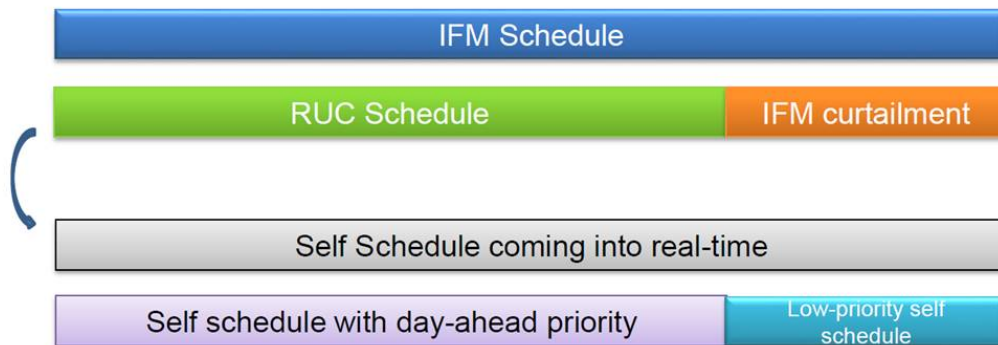 IFM Schedule
RUC Schedule
IFM curtailment
Self Schedule coming into real-time
Self schedule with day-ahead priority
Low-priority self
schedule